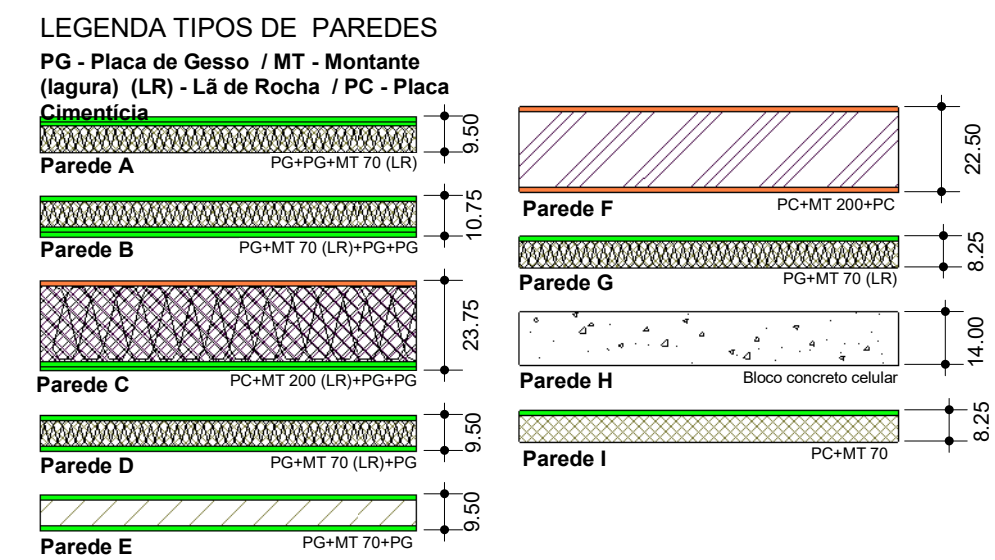 LEGENDA TIPOS DE PAREDES
PG - Placa de Gesso / MT - Montante
(lagura) (LR) - Lã de Rocha / PC - Placa
Cimentícia
9.50
Parede A
PG+PG+MT 70 (LR)
10.75
Parede B
PG+MT 70 (LR)+PG+PG
23.75
Parede C
PC+MT 200 (LR)+PG+PG
9.50
Parede D
PG+MT 70 (LR)+PG
9.50
Parede E
PG+MT 70+PG
22.50
Parede F
PC+MT 200+PC
8.25
Parede G
PG+MT 70 (LR)
14.00
Parede H
Bloco concreto celular
8.25
Parede I
PC+MT 70